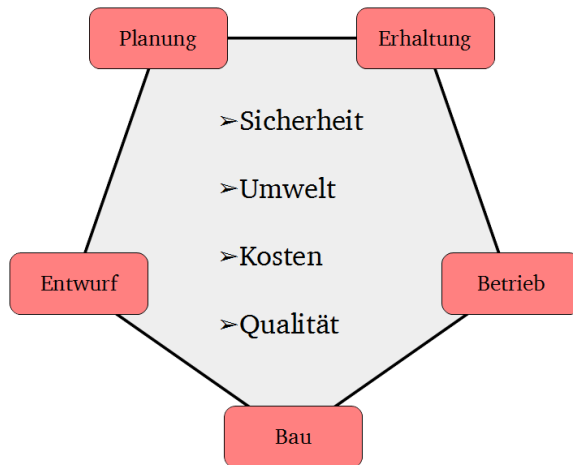 Planung
Erhaltung
➢Sicherheit
➢Umwelt
➢Kosten
Entwurf
Betrieb
➢Qualität
Bau